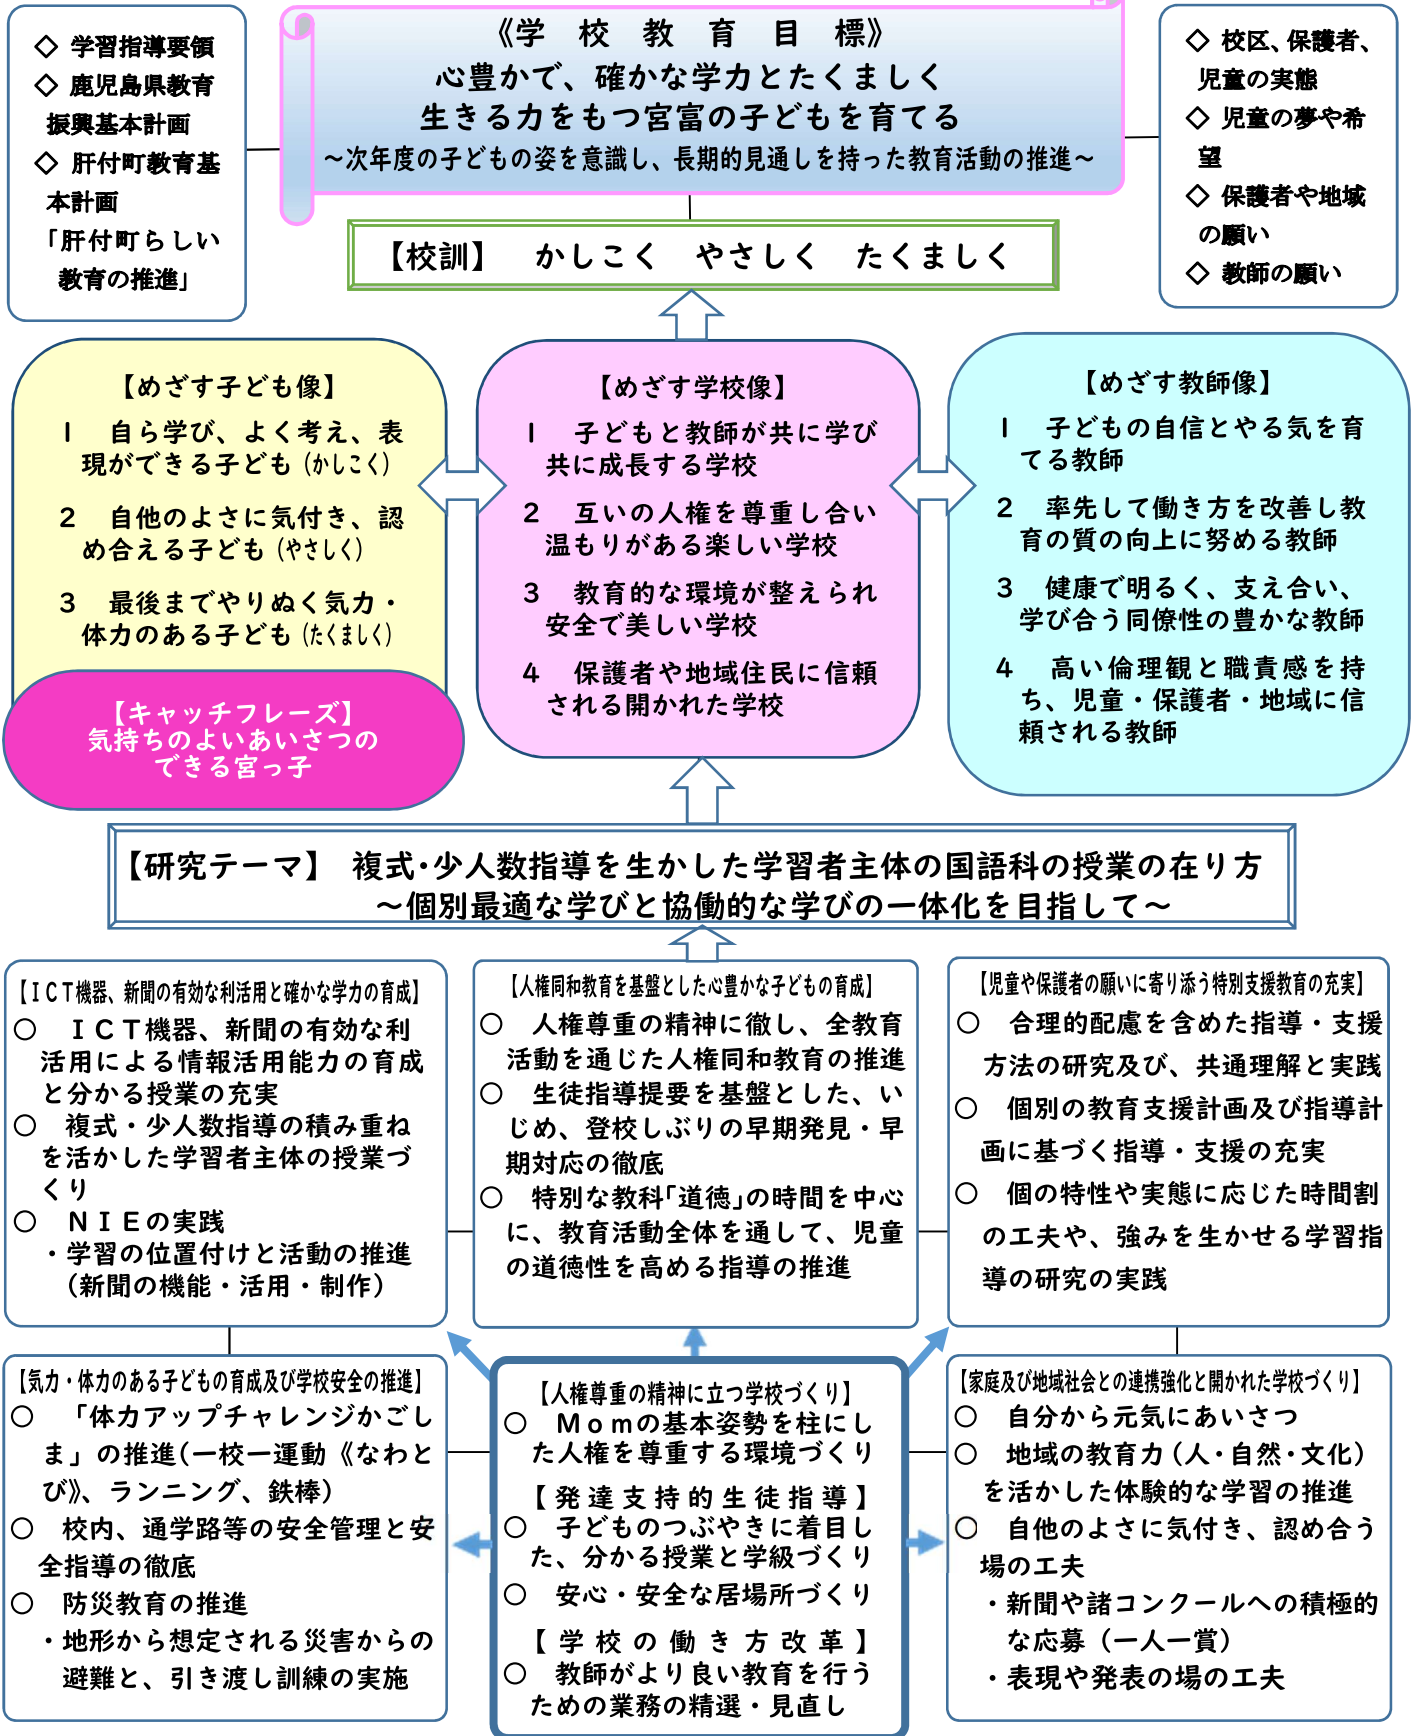 ◇ 学習指導要領
◇ 鹿児島県教育
振興基本計画
◇ 肝付町教育基
本計画
「肝付町らしい
教育の推進」
《学　校　教　育　目　標》
心豊かで、確かな学力とたくましく
生きる力をもつ宮富の子どもを育てる
～次年度の子どもの姿を意識し、長期的見通しを持った教育活動の推進～
◇ 校区、保護者、
児童の実態
◇ 児童の夢や希
望
◇ 保護者や地域
の願い
◇ 教師の願い
【校訓】　かしこく　やさしく　たくましく
【めざす子ども像】
１　自ら学び、よく考え、表
現ができる子ども（かしこく）
２　自他のよさに気付き、認
め合える子ども（やさしく）
３　最後までやりぬく気力・
体力のある子ども（たくましく）
【キャッチフレーズ】
気持ちのよいあいさつの
できる宮っ子
【めざす学校像】
１　子どもと教師が共に学び
共に成長する学校
２　互いの人権を尊重し合い
温もりがある楽しい学校
３　教育的な環境が整えられ
安全で美しい学校
４　保護者や地域住民に信頼
される開かれた学校
【めざす教師像】
１　子どもの自信とやる気を育
てる教師
２　率先して働き方を改善し教
育の質の向上に努める教師
３　健康で明るく、支え合い、
学び合う同僚性の豊かな教師
４　高い倫理観と職責感を持
ち、児童・保護者・地域に信
頼される教師
【研究テーマ】　複式・少人数指導を生かした学習者主体の国語科の授業の在り方
～個別最適な学びと協働的な学びの一体化を目指して～
【ＩＣＴ機器、新聞の有効な利活用と確かな学力の育成】
○　ＩＣＴ機器、新聞の有効な利
活用による情報活用能力の育成
と分かる授業の充実
○　複式・少人数指導の積み重ね
を活かした学習者主体の授業づ
くり
○　ＮＩＥの実践
・学習の位置付けと活動の推進
（新聞の機能・活用・制作）
【人権同和教育を基盤とした心豊かな子どもの育成】
○　人権尊重の精神に徹し、全教育
活動を通じた人権同和教育の推進
○　生徒指導提要を基盤とした、い
じめ、登校しぶりの早期発見・早
期対応の徹底
○　特別な教科「道徳」の時間を中心
に、教育活動全体を通して、児童
の道徳性を高める指導の推進
【児童や保護者の願いに寄り添う特別支援教育の充実】
○　合理的配慮を含めた指導・支援
方法の研究及び、共通理解と実践
○　個別の教育支援計画及び指導計
画に基づく指導・支援の充実
○　個の特性や実態に応じた時間割
の工夫や、強みを生かせる学習指
導の研究の実践
【気力・体力のある子どもの育成及び学校安全の推進】
○　「体力アップチャレンジかごし
ま」の推進（一校一運動《なわと
び》、ランニング、鉄棒）
○　校内、通学路等の安全管理と安
全指導の徹底
○　防災教育の推進
・地形から想定される災害からの
避難と、引き渡し訓練の実施
【人権尊重の精神に立つ学校づくり】
○　Ｍｏｍの基本姿勢を柱にし
た人権を尊重する環境づくり
【発達支持的生徒指導】
○　子どものつぶやきに着目し
た、分かる授業と学級づくり
○　安心・安全な居場所づくり
【学校の働き方改革】
○　教師がより良い教育を行う
ための業務の精選・見直し
【家庭及び地域社会との連携強化と開かれた学校づくり】
○　自分から元気にあいさつ
○　地域の教育力（人・自然・文化）
を活かした体験的な学習の推進
○　自他のよさに気付き、認め合う
場の工夫
・新聞や諸コンクールへの積極的
な応募（一人一賞）
・表現や発表の場の工夫